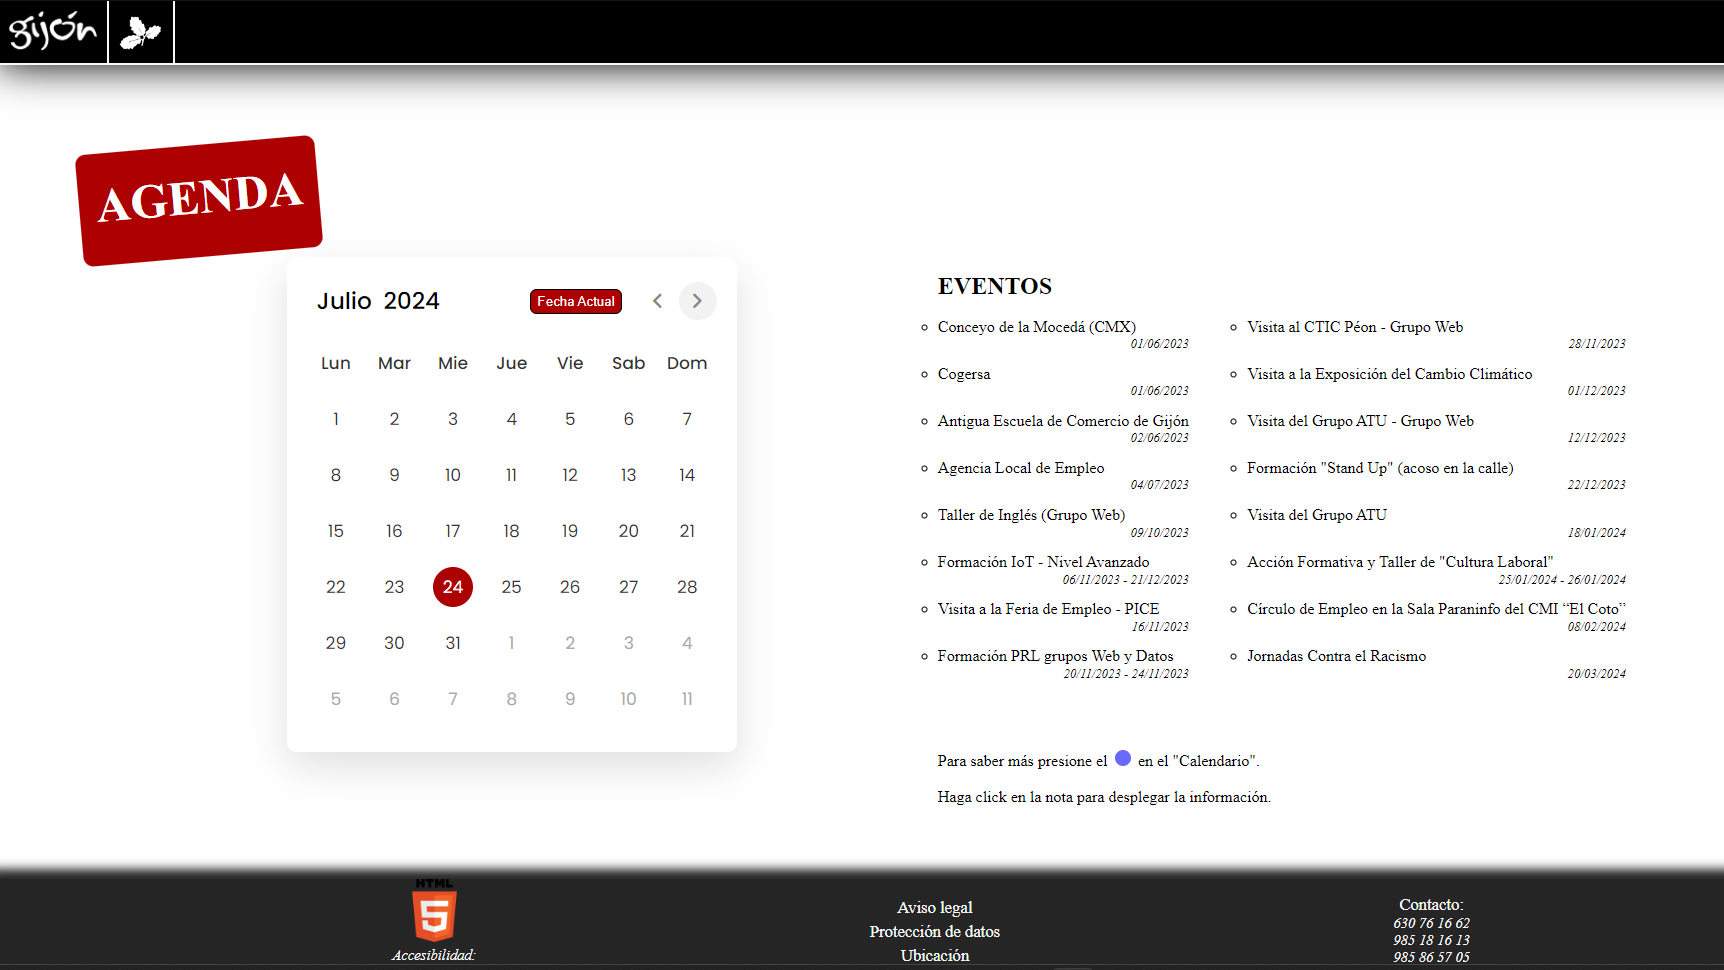 gijón
AGENDA
Julio 2024
Fecha Actual
Lun Mar Mie Jue Vie Sab Dom
1 2 3 4 5 6 7
8 9 10 11 12 13 14
15 16 17 18 19 20 21
22 23 24 25 26 27 28
29 30 31 1 2 3 4
5 6 7 8 9 10 11
EVENTOS
Conceyo de la Mocedá (CMX)
01/06/2023
Cogersa
01/06/2023
Antigua Escuela de Comercio de Gijón
02/06/2023
Agencia Local de Empleo
04/07/2023
Taller de Inglés (Grupo Web)
09/10/2023
Formación IoT - Nivel Avanzado
06/11/2023 - 21/12/2023
Visita a la Feria de Empleo - PICE
16/11/2023
Formación PRL grupos Web y Datos
20/11/2023 - 24/11/2023
Visita al CTIC Péon - Grupo Web
28/11/2023
Visita a la Exposición del Cambio Climático
01/12/2023
Visita del Grupo ATU - Grupo Web
12/12/2023
Formación "Stand Up" (acoso en la calle)
22/12/2023
Visita del Grupo ATU
18/01/2024
Acción Formativa y Taller de "Cultura Laboral"
25/01/2024 - 26/01/2024
Círculo de Empleo en la Sala Paraninfo del CMI “El Coto”
08/02/2024
Jornadas Contra el Racismo
20/03/2024
Para saber más presione el en el "Calendario".
Haga click en la nota para desplegar la información.
HTML
5
Accesibilidad:
Aviso legal
Protección de datos
Ubicación
Contacto:
630 76 16 62
985 18 16 13
985 86 57 05